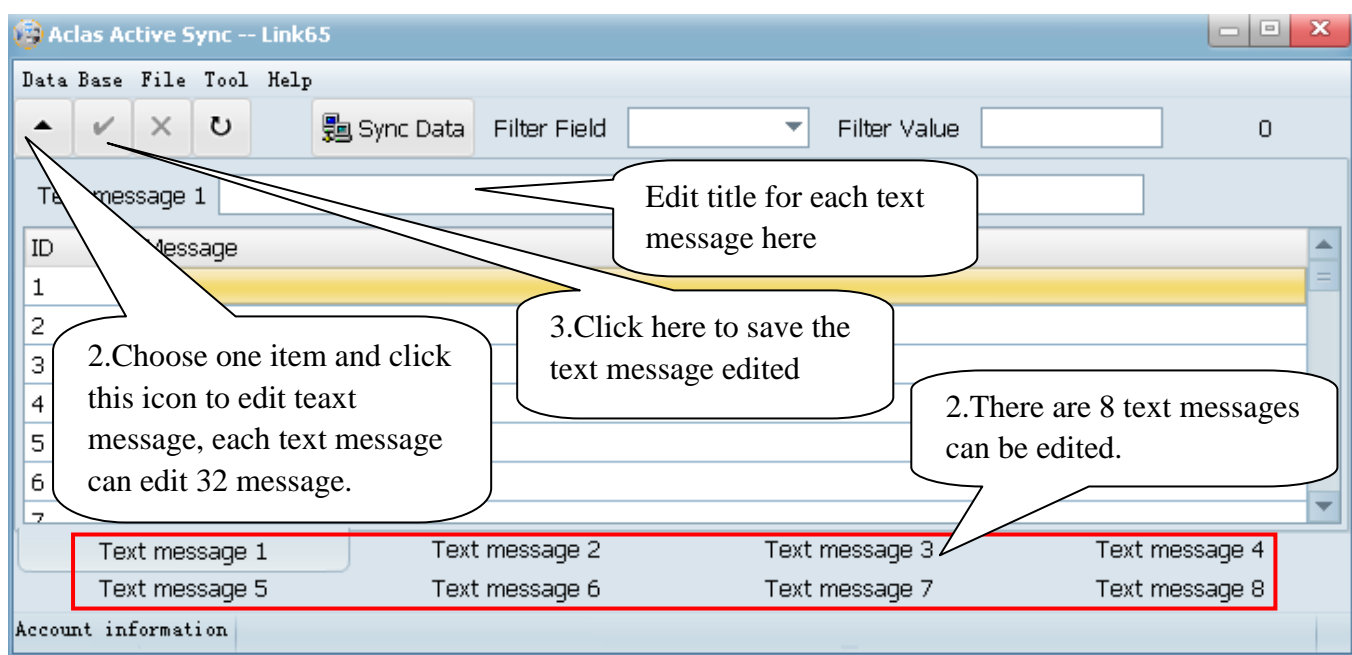 Aclas Active Sync -- Link65
Data Base File Tool Help
Sync Data Filter Field Filter Value 0
message 1
Edit title for each text
message here
ID Message
1
2
3
4
5
6
7
2.Choose one item and click
this icon to edit teaxt
message, each text message
can edit 32 message.
3.Click here to save the
text message edited
2.There are 8 text messages
can be edited.
Text message 1 Text message 2 Text message 3 Text message 4
Text message 5 Text message 6 Text message 7 Text message 8
Account information